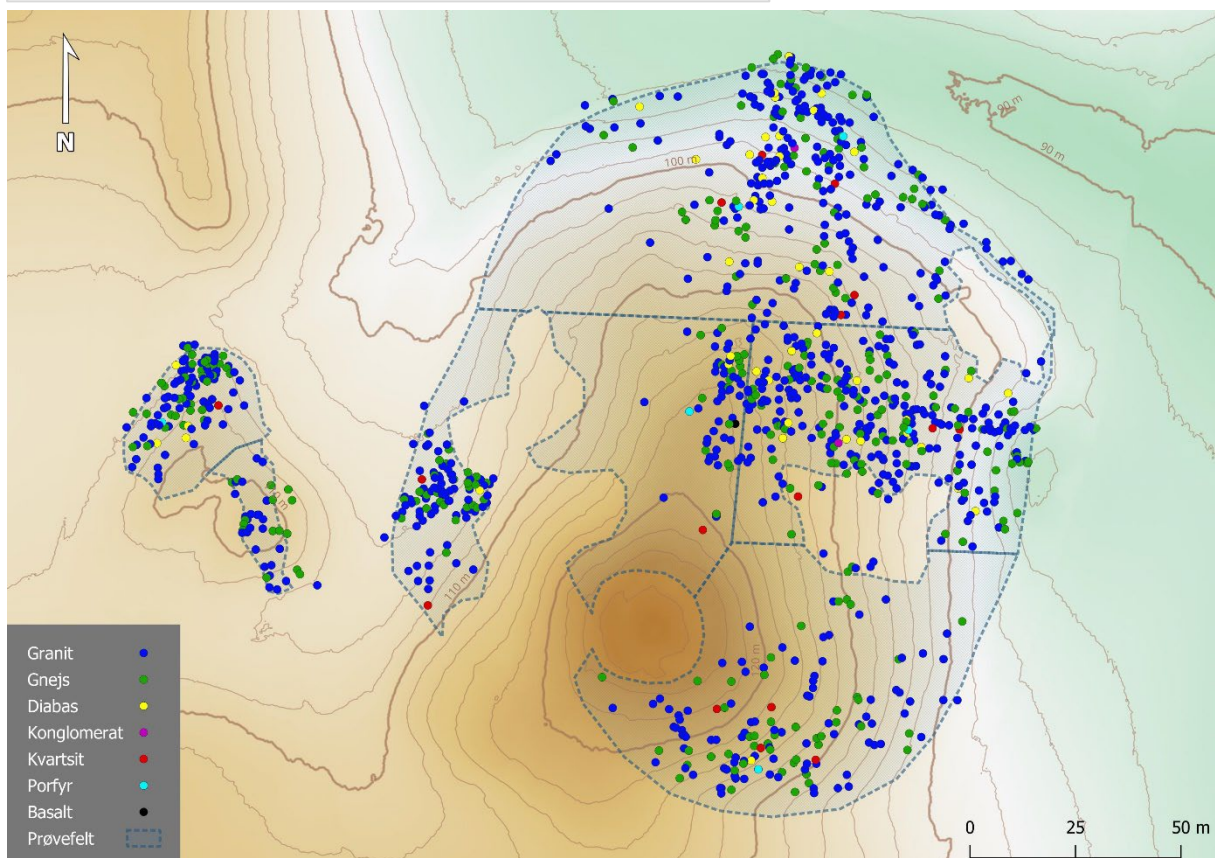 N
90 m
90 m
100 m
110 m
Granit
Gnejs
Diabas
Konglomerat
Kvartsit
Porfyr
Basalt
Prøvefelt
0 25 50 m